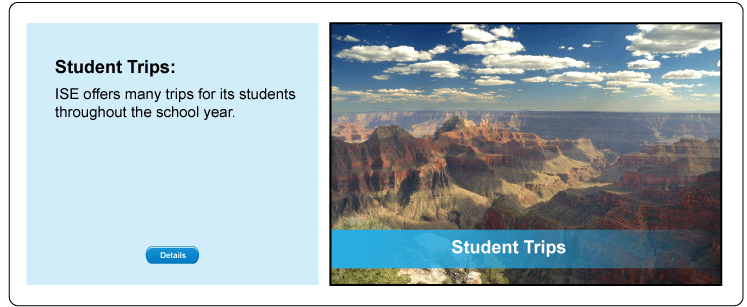 Student Trips:
ISE offers many trips for its students
throughout the school year.
Details
Student Trips